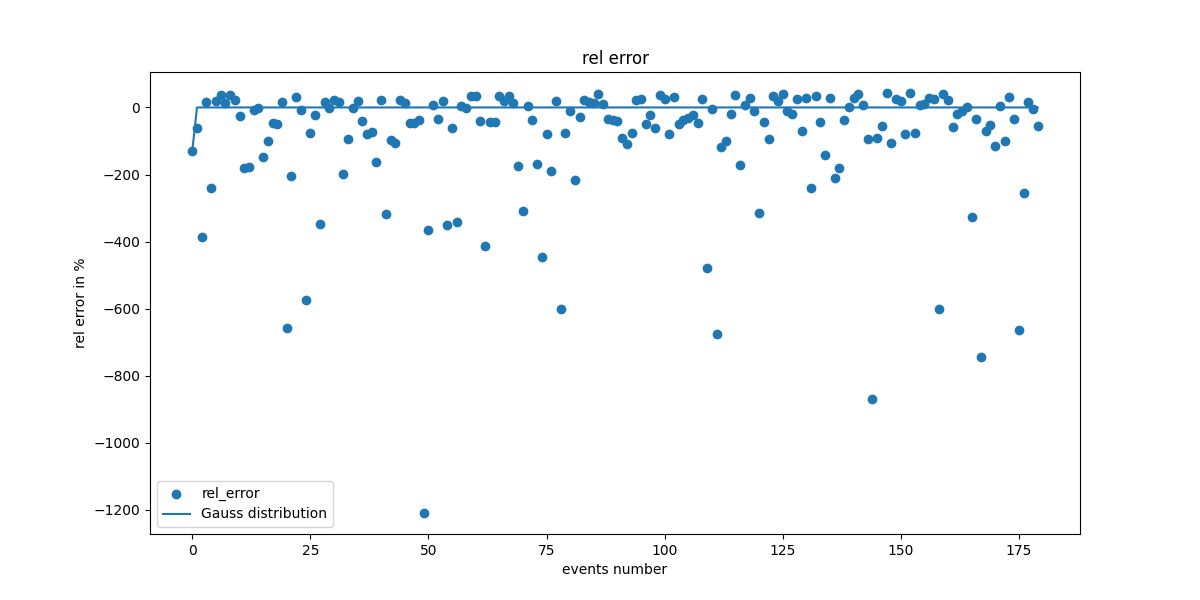 rel error
rel error in %
0
−200
−400
−600
−800
−1000
−1200
rel_error
Gauss distribution
0 25 50 75 100 125 150 175
events number